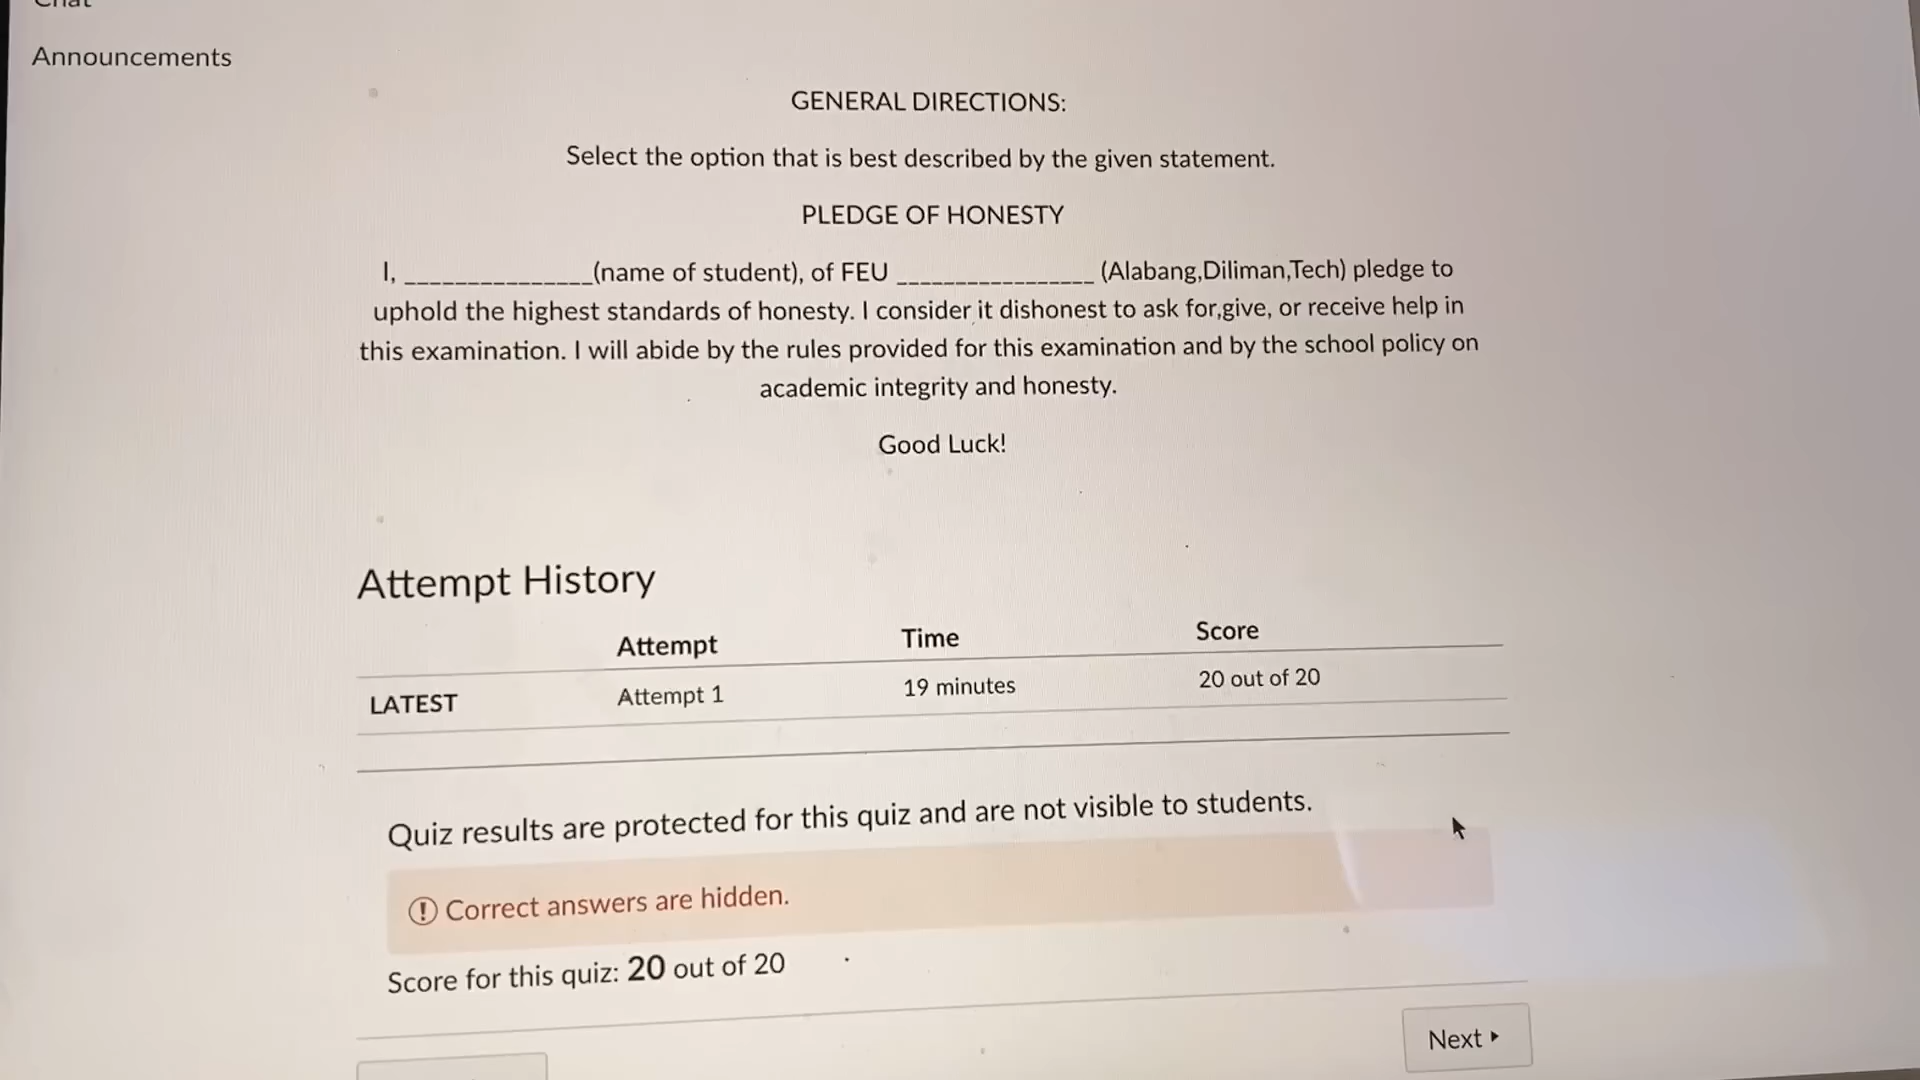 Chat
Announcements
GENERAL DIRECTIONS:
Select the option that is best described by the given statement.
PLEDGE OF HONESTY
I, _______________(name of student), of FEU ________________ (Alabang,Diliman,Tech) pledge to
uphold the highest standards of honesty. I consider it dishonest to ask for,give, or receive help in
this examination. I will abide by the rules provided for this examination and by the school policy on
academic integrity and honesty.
Good Luck!
Attempt History
Attempt Time Score
LATEST Attempt 1 19 minutes 20 out of 20
Quiz results are protected for this quiz and are not visible to students.
! Correct answers are hidden.
Score for this quiz: 20 out of 20
Next